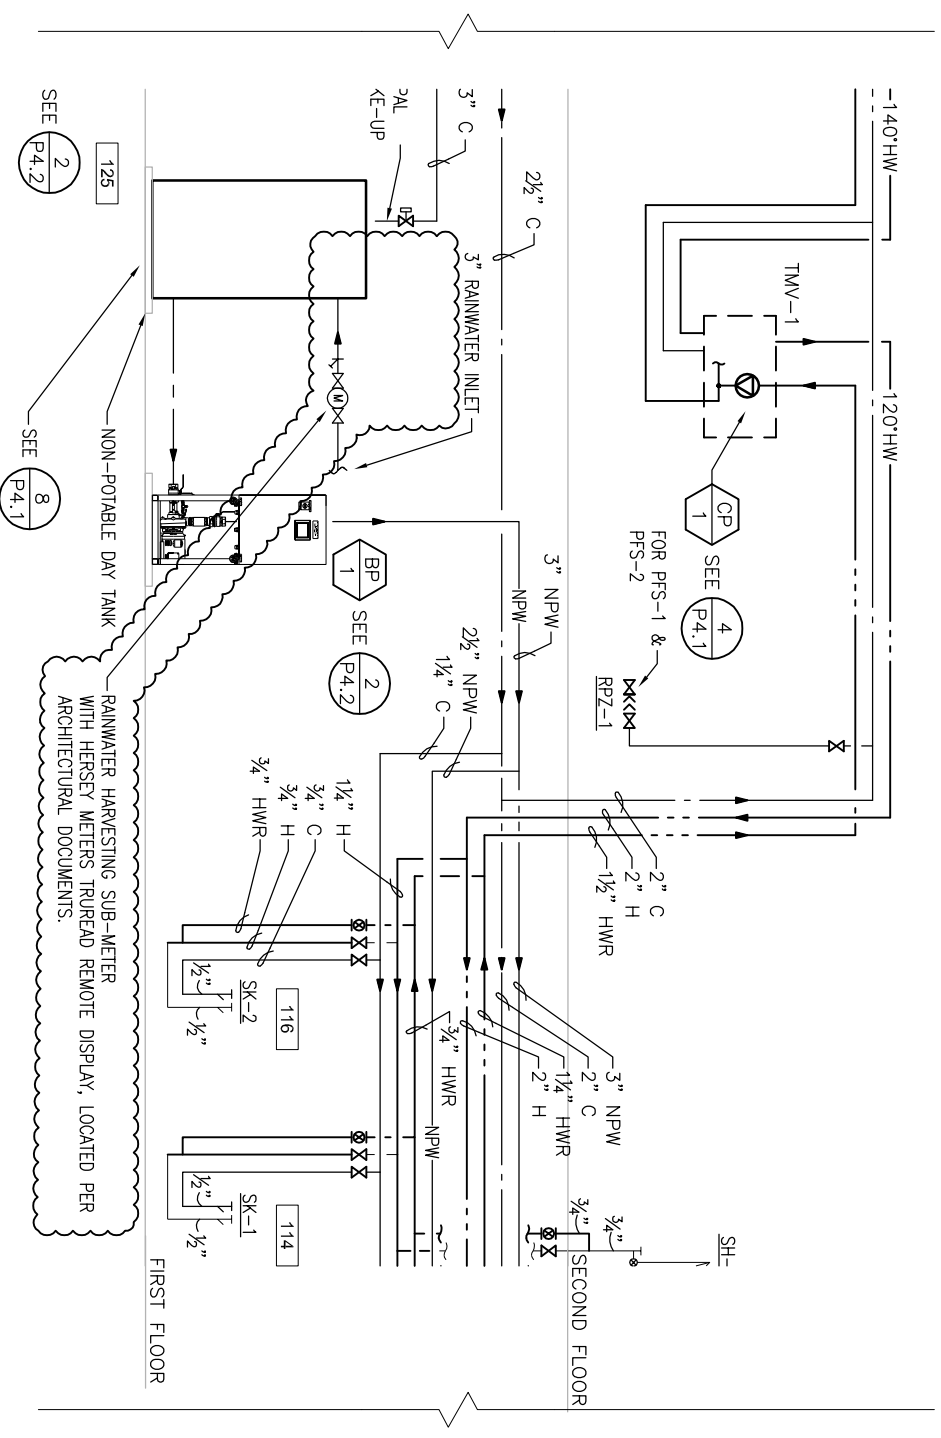 140°HW
TMV-1
120°HW
CP
1
SEE
4
P4.1
FOR PFS-1 &
PFS-2
RPZ-1
SH-
3" C
PAL
KE-UP
2½" C
3" RAINWATER INLET
3" NPW
NPW
2½" NPW
1¼" C
2" C
2" H
1½" HWR
3" NPW
2" C
1¼" HWR
2" H
¾"
¾"
SECOND FLOOR
BP
1
SEE
2
P4.2
1¼" H
¾" C
¾" H
¾" HWR
¾" HWR
NPW
116
SK-2
½"
½"
114
SK-1
½"
½"
FIRST FLOOR
125
SEE
2
P4.2
NON-POTABLE DAY TANK
SEE
8
P4.1
M
RAINWATER HARVESTING SUB-METER
WITH HERSEY METERS TRUREAD REMOTE DISPLAY, LOCATED PER
ARCHITECTURAL DOCUMENTS.